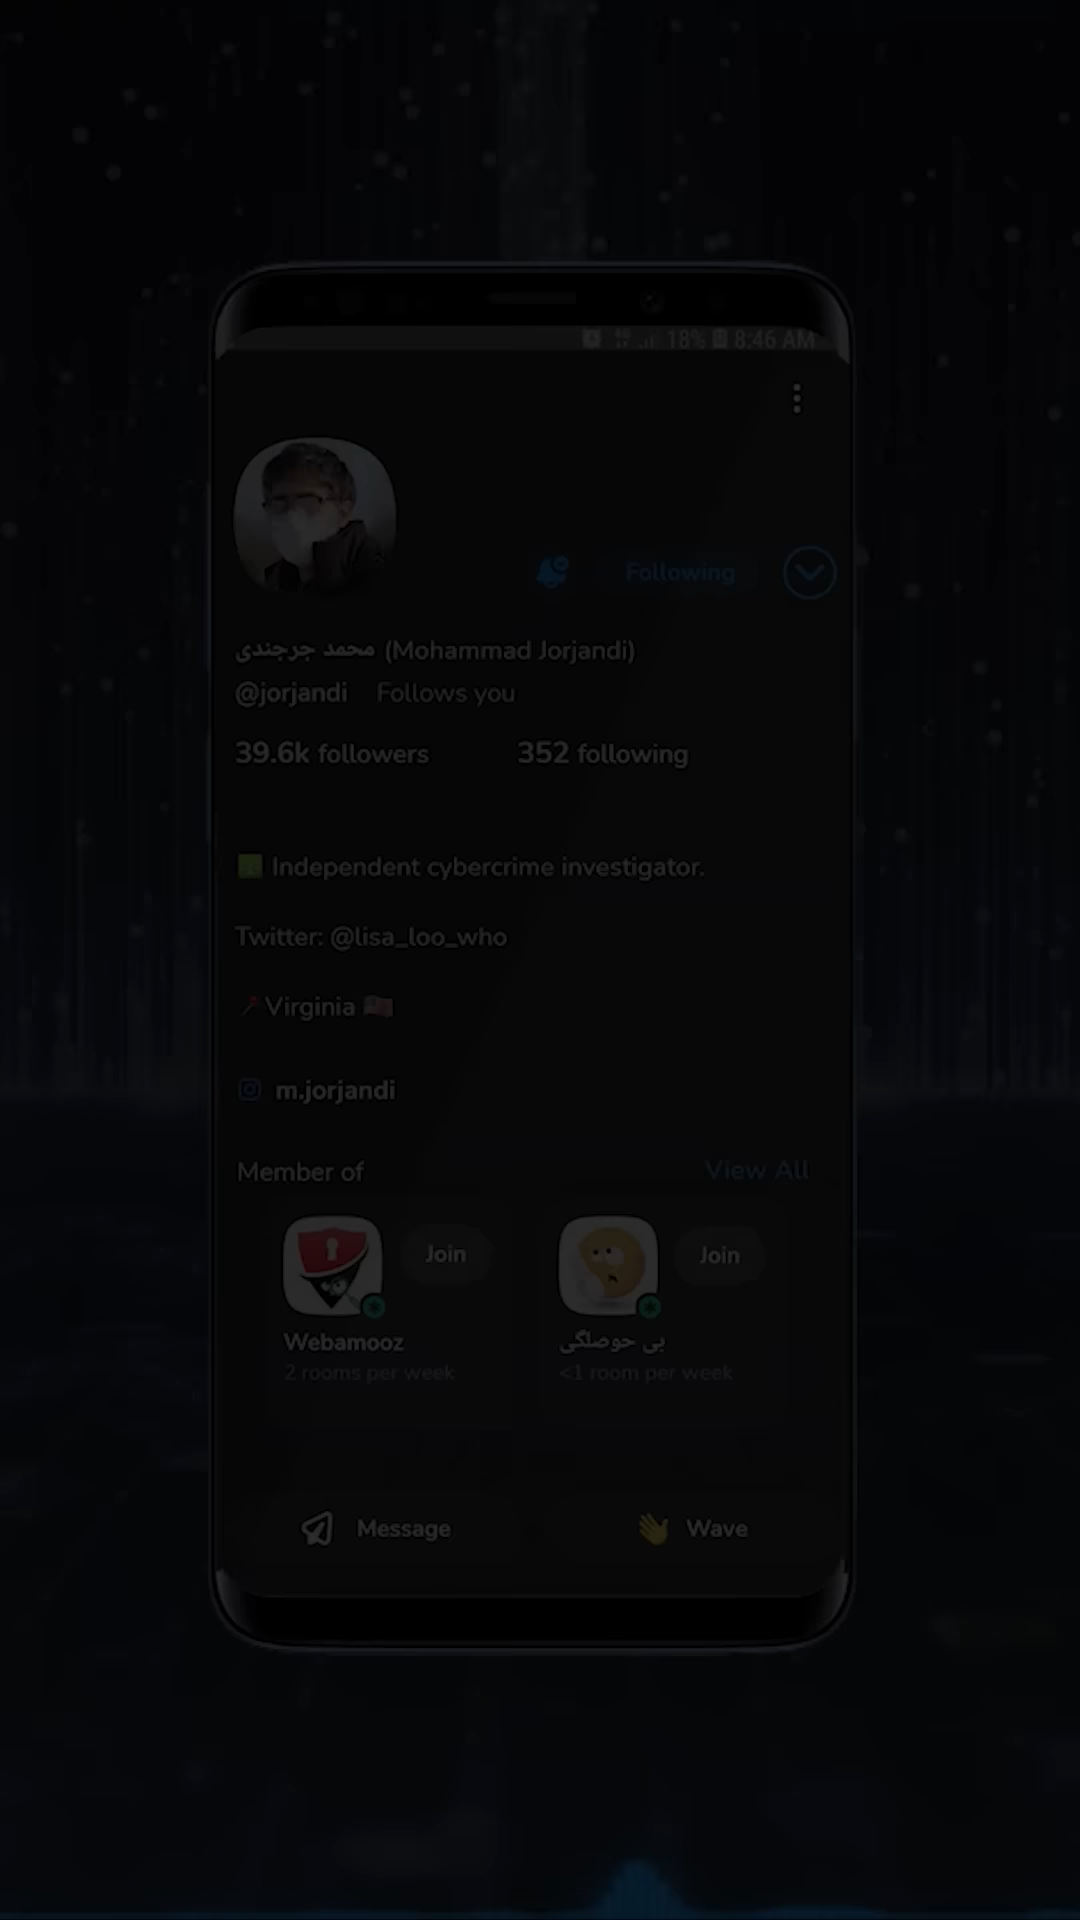 18% 8:46 AM
Following
محمد جرجندی (Mohammad Jorjandi)
@jorjandi Follows you
39.6k followers 352 following
Independent cybercrime investigator.
Twitter: @lisa_loo_who
Virginia
m.jorjandi
Member of View All
Join Join
Webamooz بی حوصلگی
2 rooms per week <1 room per week
Message Wave